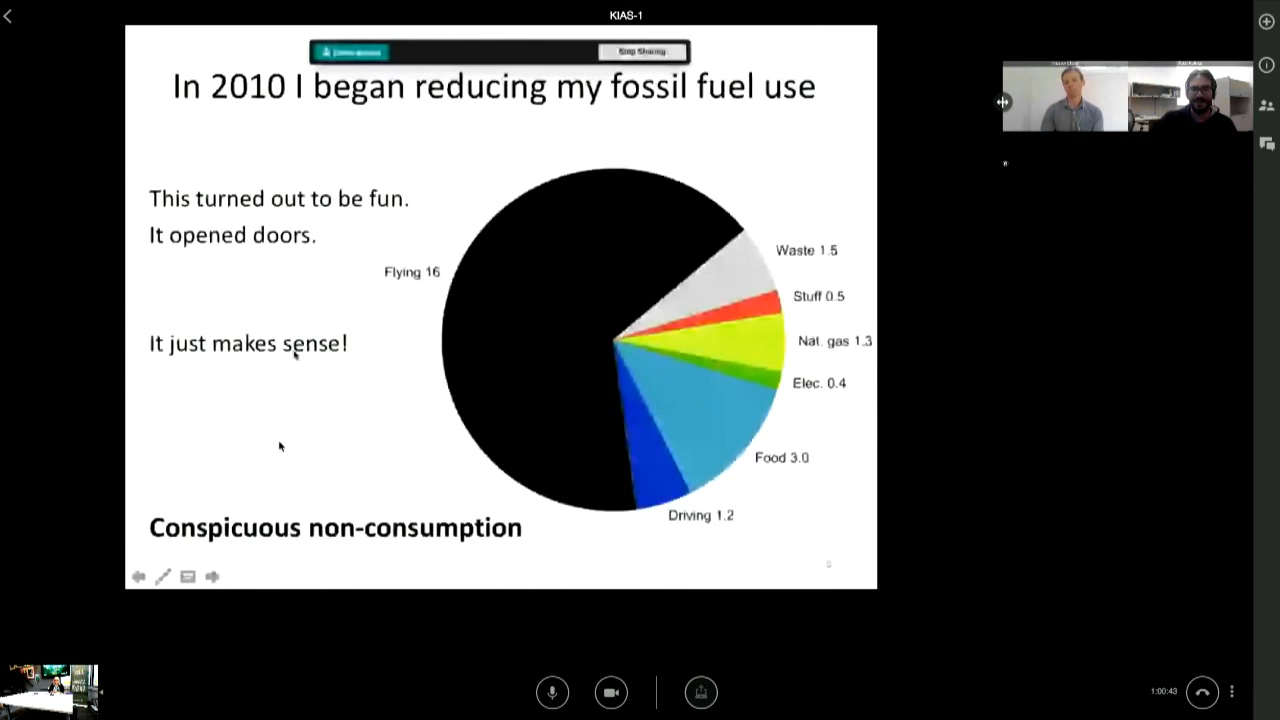 KIAS-1
Stop Sharing
In 2010 I began reducing my fossil fuel use
This turned out to be fun.
It opened doors.
It just makes sense!
Conspicuous non-consumption
Flying 16
Waste 1.5
Stuff 0.5
Nat. gas 1.3
Elec. 0.4
Food 3.0
Driving 1.2
1:00:43